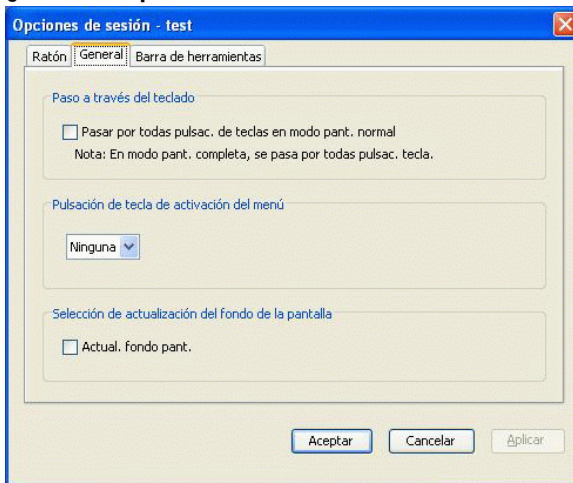 Opciones de sesión - test
Ratón General Barra de herramientas
Paso a través del teclado
Pasar por todas pulsac. de teclas en modo pant. normal
Nota: En modo pant. completa, se pasa por todas pulsac. tecla.
Pulsación de tecla de activación del menú
Ninguna
Selección de actualización del fondo de la pantalla
Actual. fondo pant.
Aceptar Cancelar Aplicar